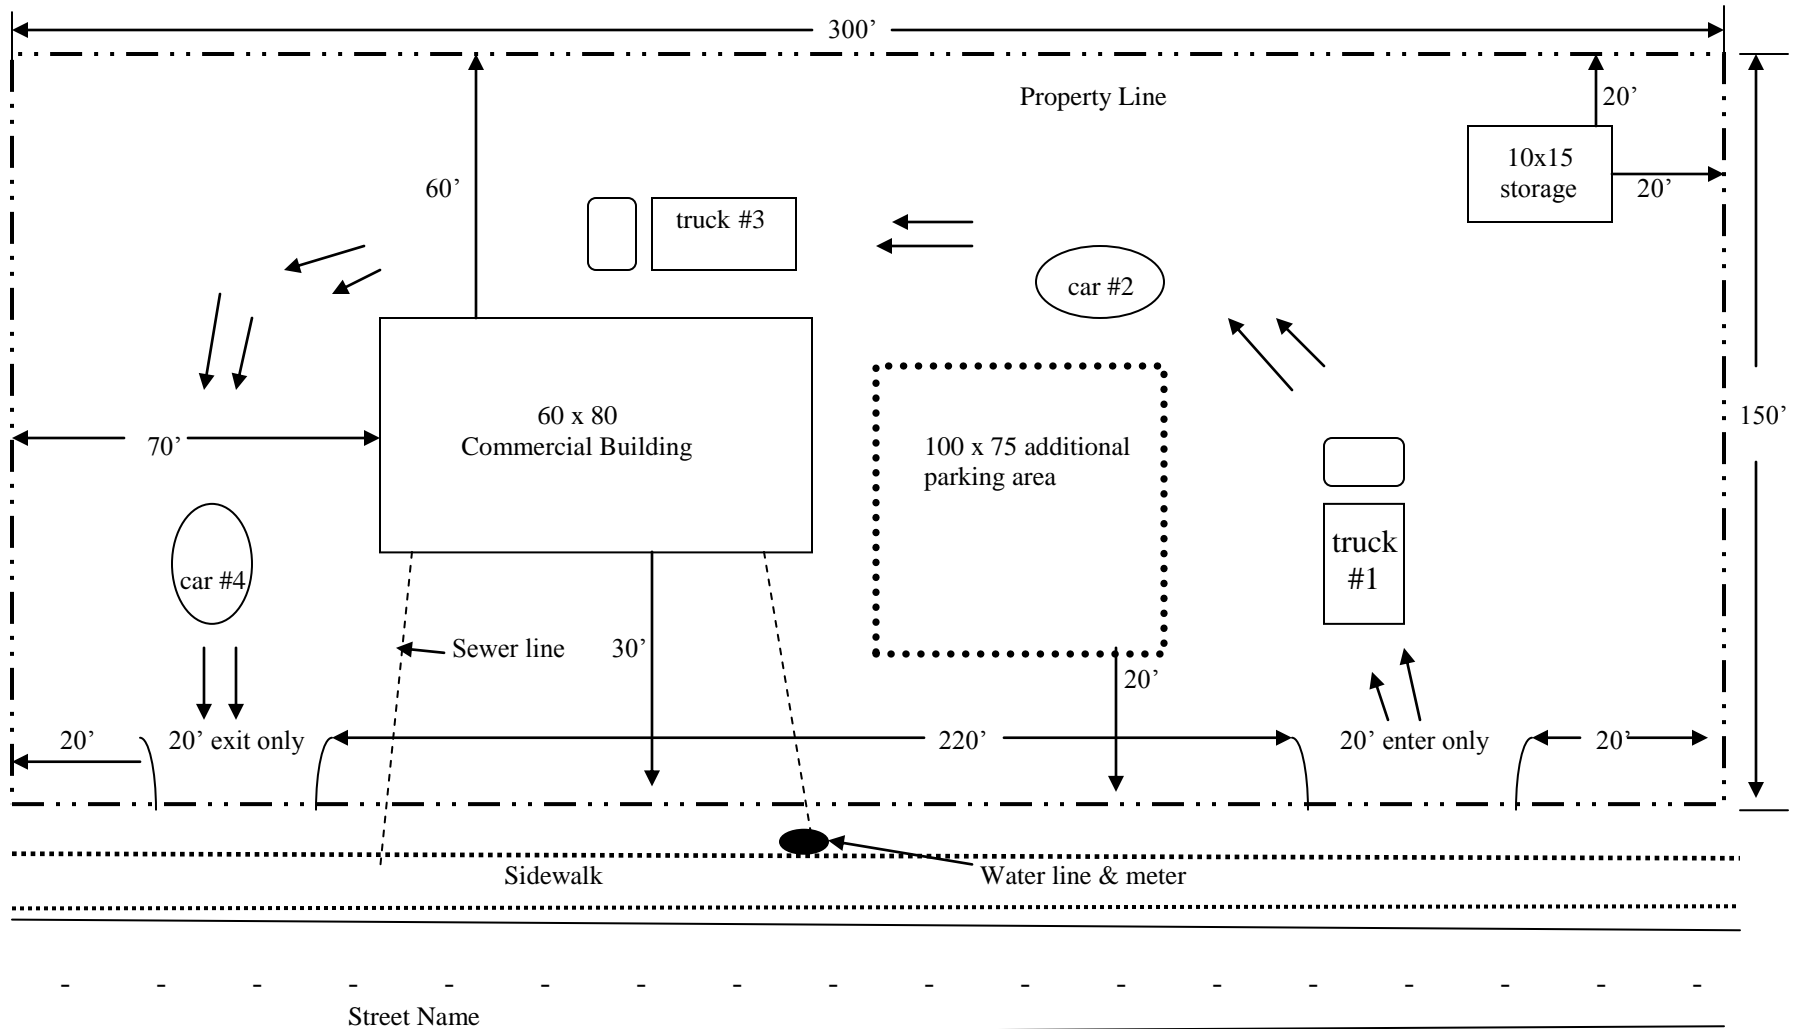 300’
Property Line
20’
10x15
storage
20’
60’
truck #3
car #2
60 x 80
Commercial Building
70’
100 x 75 additional
parking area
150’
truck
#1
car #4
Sewer line
30’
20’
20’
20’ exit only
220’
20’ enter only
20’
Sidewalk
Water line & meter
Street Name